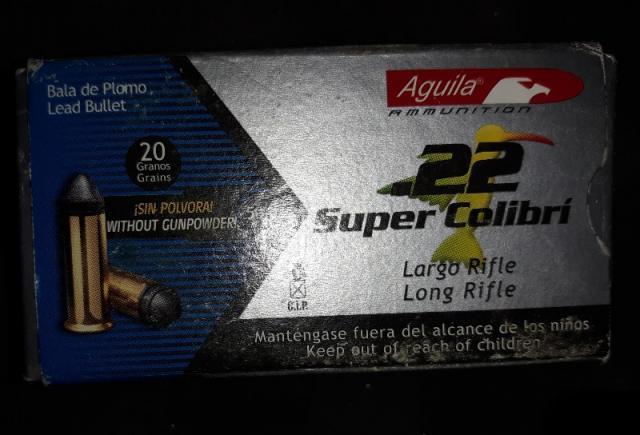 Bala de Plomo
Lead Bullet
20
Granos
Grains
¡SIN POLVORA!
WITHOUT GUNPOWDER!
Aguila®
AMMUNITION
.22
Super Colibrí
Largo Rifle
Long Rifle
C.I.P.
Manténgase fuera del alcance de los niños
Keep out of reach of children